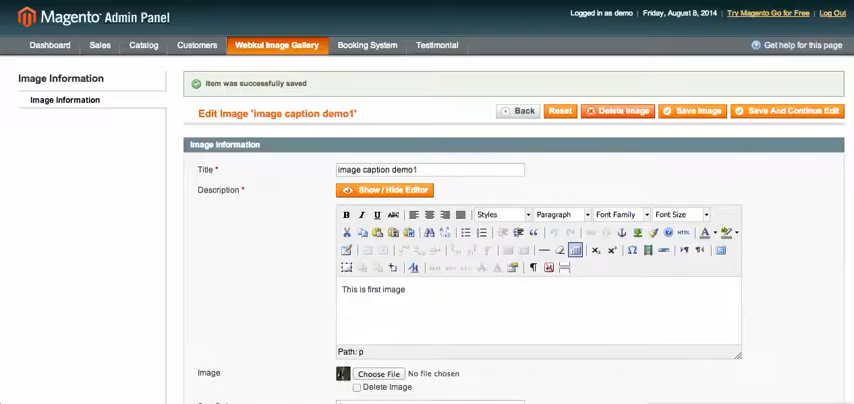 Magento Admin Panel
Logged in as demo | Friday, August 8, 2014 | Try Magento Go for Free | Log Out
Dashboard Sales Catalog Customers Webkul Image Gallery Booking System Testimonial Get help for this page
Image Information
Image Information
Item was successfully saved
Edit Image 'image caption demo1'
Back Reset Delete Image Save Image Save And Continue Edit
Image Information
Title *
image caption demo1
Description *
Show / Hide Editor
B I U ABC Styles Paragraph Font Family Font Size
HTML A
This is first image
Path: p
Image
Choose File No file chosen
Delete Image